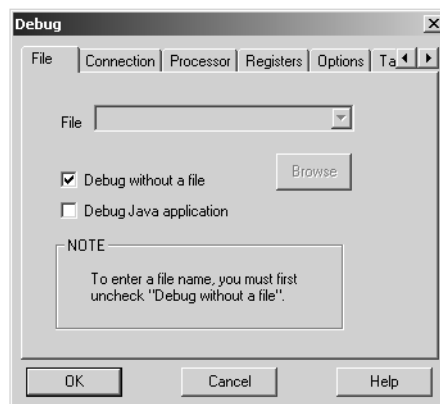 Debug
File Connection Processor Registers Options
File
Browse
Debug without a file
Debug Java application
NOTE
To enter a file name, you must first
uncheck "Debug without a file".
OK Cancel Help